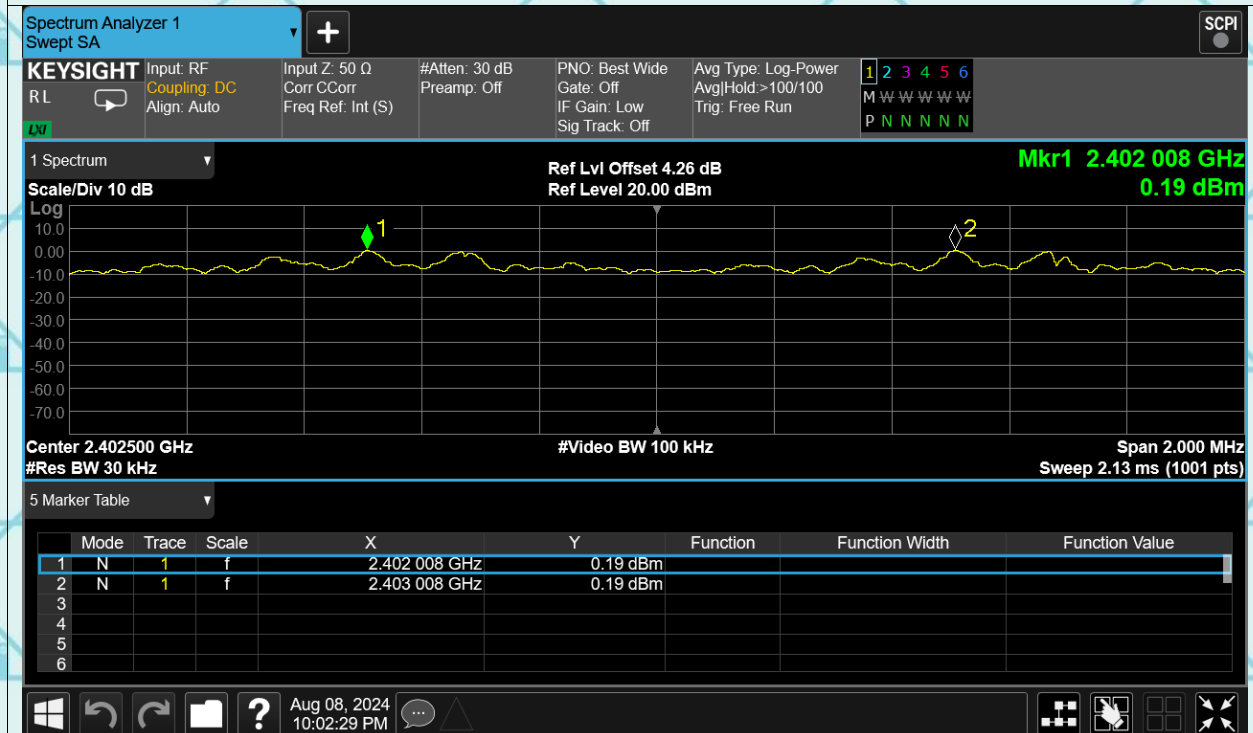 Spectrum Analyzer 1
Swept SA
+
SCPI
KEYSIGHT
RL
LXI
Input: RF
Coupling: DC
Align: Auto
Input Z: 50 Ω
Corr CCorr
Freq Ref: Int (S)
#Atten: 30 dB
Preamp: Off
PNO: Best Wide
Gate: Off
IF Gain: Low
Sig Track: Off
Avg Type: Log-Power
Avg|Hold:>100/100
Trig: Free Run
1 2 3 4 5 6
M W W W W W
P N N N N N
1 Spectrum
Scale/Div 10 dB
Ref Lvl Offset 4.26 dB
Ref Level 20.00 dBm
Mkr1 2.402 008 GHz
0.19 dBm
Log
10.0
0.00
-10.0
-20.0
-30.0
-40.0
-50.0
-60.0
-70.0
1
2
Center 2.402500 GHz
#Video BW 100 kHz
Span 2.000 MHz
#Res BW 30 kHz
Sweep 2.13 ms (1001 pts)
5 Marker Table
Mode Trace Scale X Y Function Function Width Function Value
1 N 1 f 2.402 008 GHz 0.19 dBm
2 N 1 f 2.403 008 GHz 0.19 dBm
3
4
5
6
?
Aug 08, 2024
10:02:29 PM